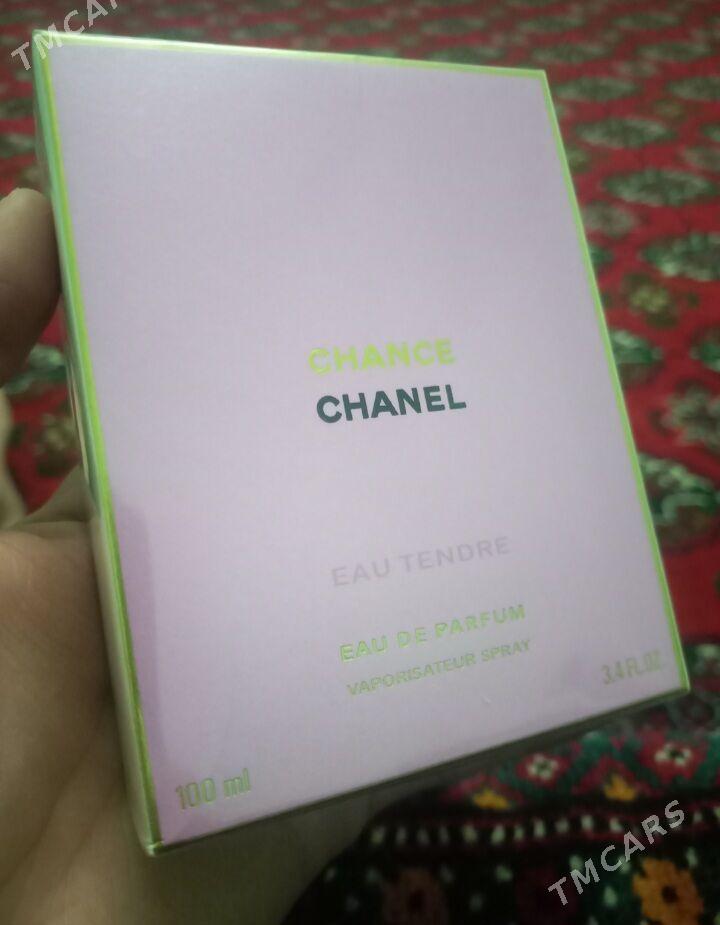 TMCARS
CHANCE
CHANEL
EAU TENDRE
EAU DE PARFUM
VAPORISATEUR SPRAY
3.4 FL.OZ.
100 ml
TMCARS